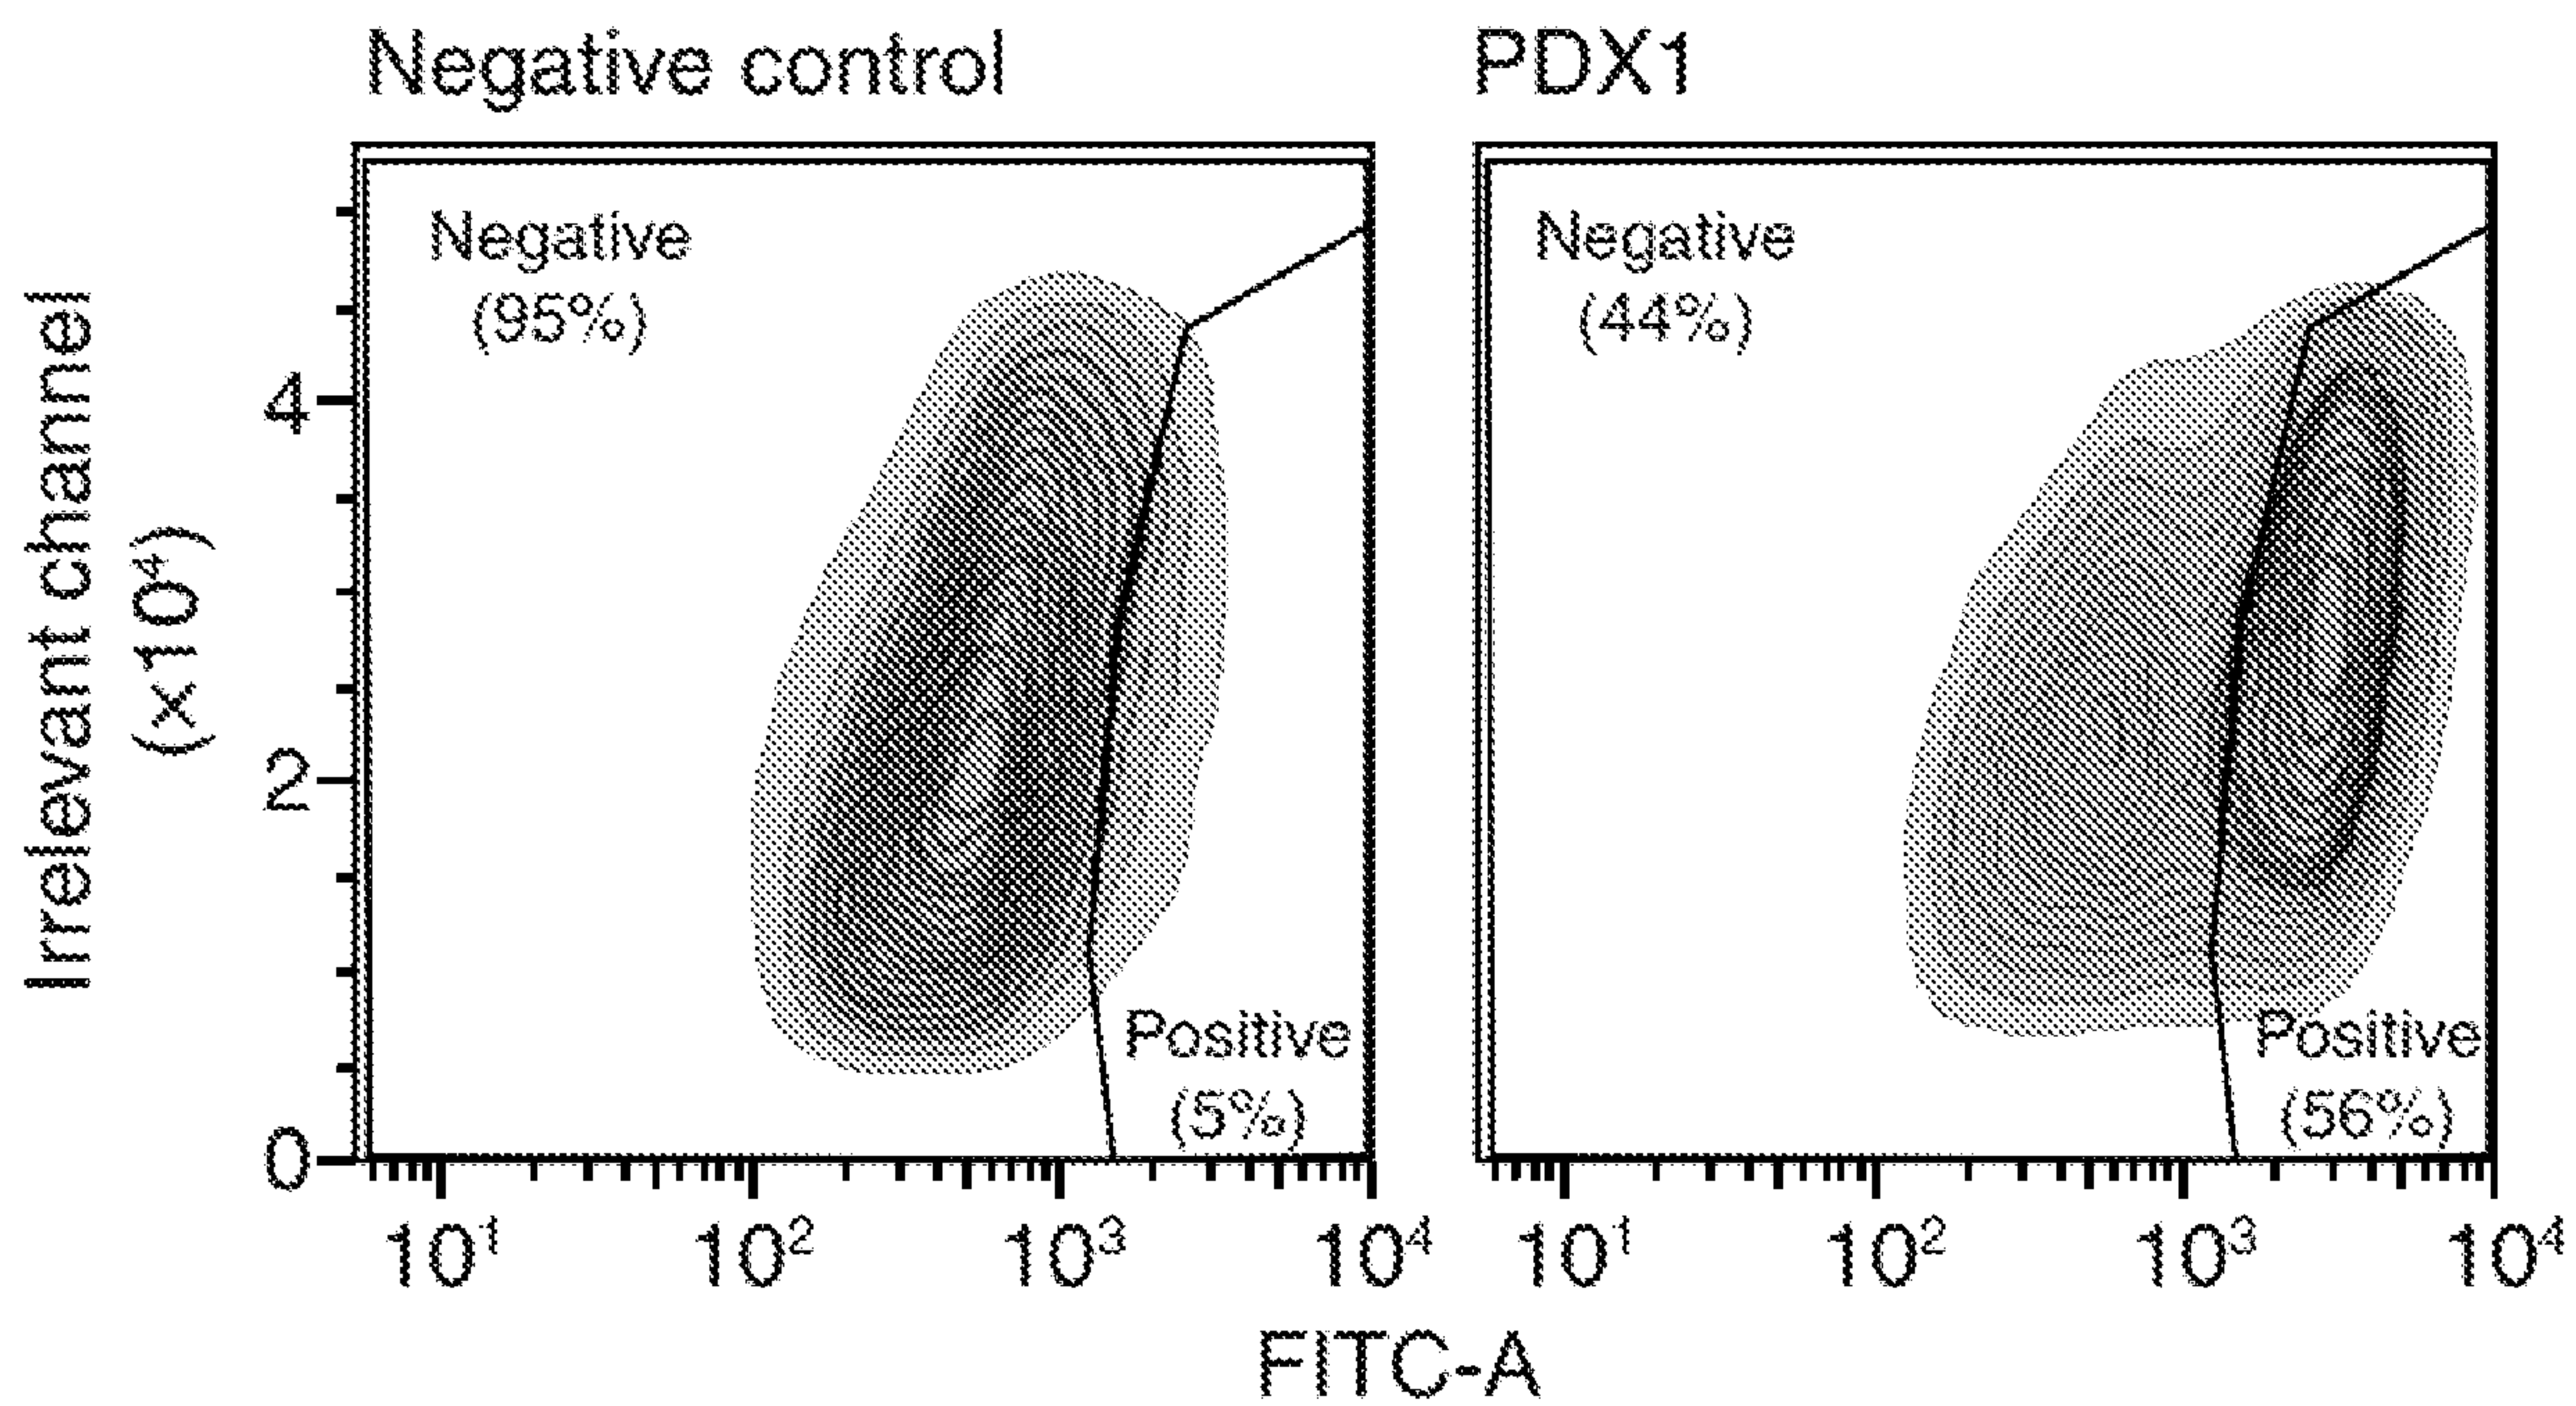 Negative control
PDX1
Negative
(95%)
Negative
(44%)
Irrelevant channel
(x10⁴)
4
2
0
Positive
(5%)
Positive
(56%)
10¹ 10² 10³ 10⁴ 10¹ 10² 10³ 10⁴
FITC-A